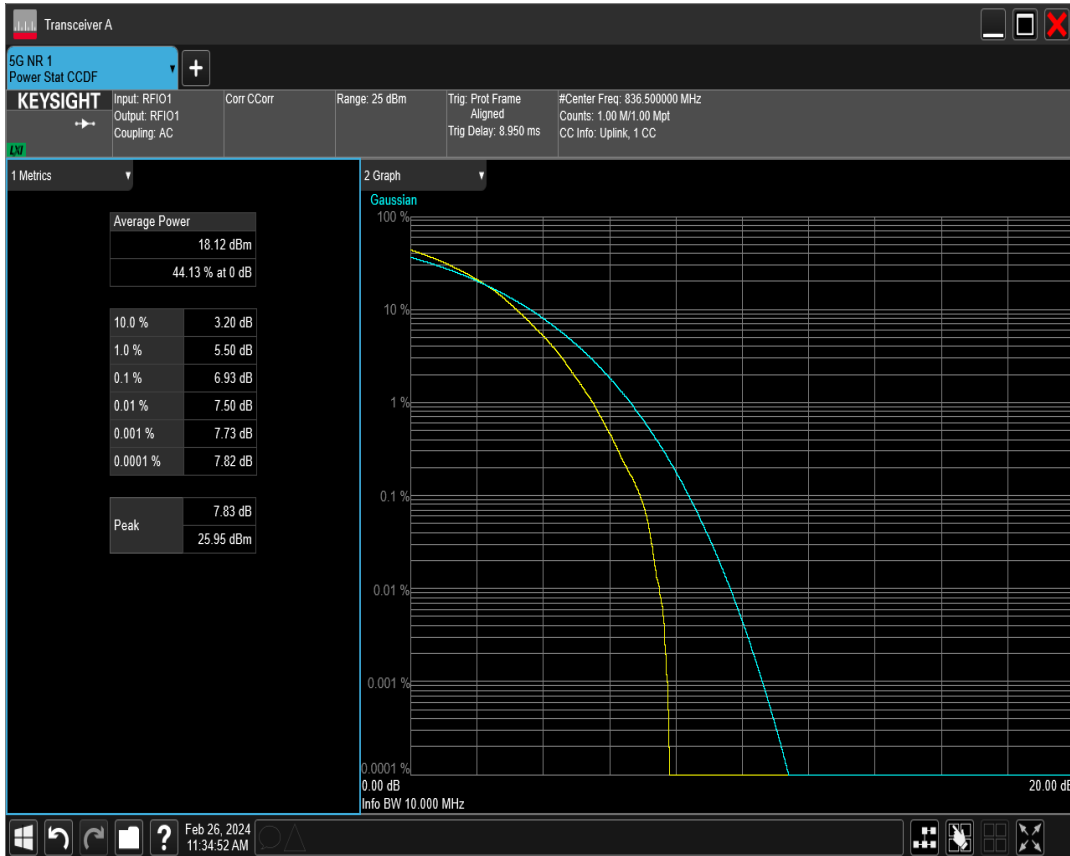 Transceiver A
5G NR 1
Power Stat CCDF
KEYSIGHT
LXI
Input: RFIO1
Output: RFIO1
Coupling: AC
Corr CCorr
Range: 25 dBm
Trig: Prot Frame
Aligned
Trig Delay: 8.950 ms
#Center Freq: 836.500000 MHz
Counts: 1.00 M/1.00 Mpt
CC Info: Uplink, 1 CC
1 Metrics
Average Power
18.12 dBm
44.13 % at 0 dB
10.0 % 3.20 dB
1.0 % 5.50 dB
0.1 % 6.93 dB
0.01 % 7.50 dB
0.001 % 7.73 dB
0.0001 % 7.82 dB
Peak
7.83 dB
25.95 dBm
2 Graph
Gaussian
100 %
10 %
1 %
0.1 %
0.01 %
0.001 %
0.0001 %
0.00 dB 20.00 dB
Info BW 10.000 MHz
?
Feb 26, 2024
11:34:52 AM